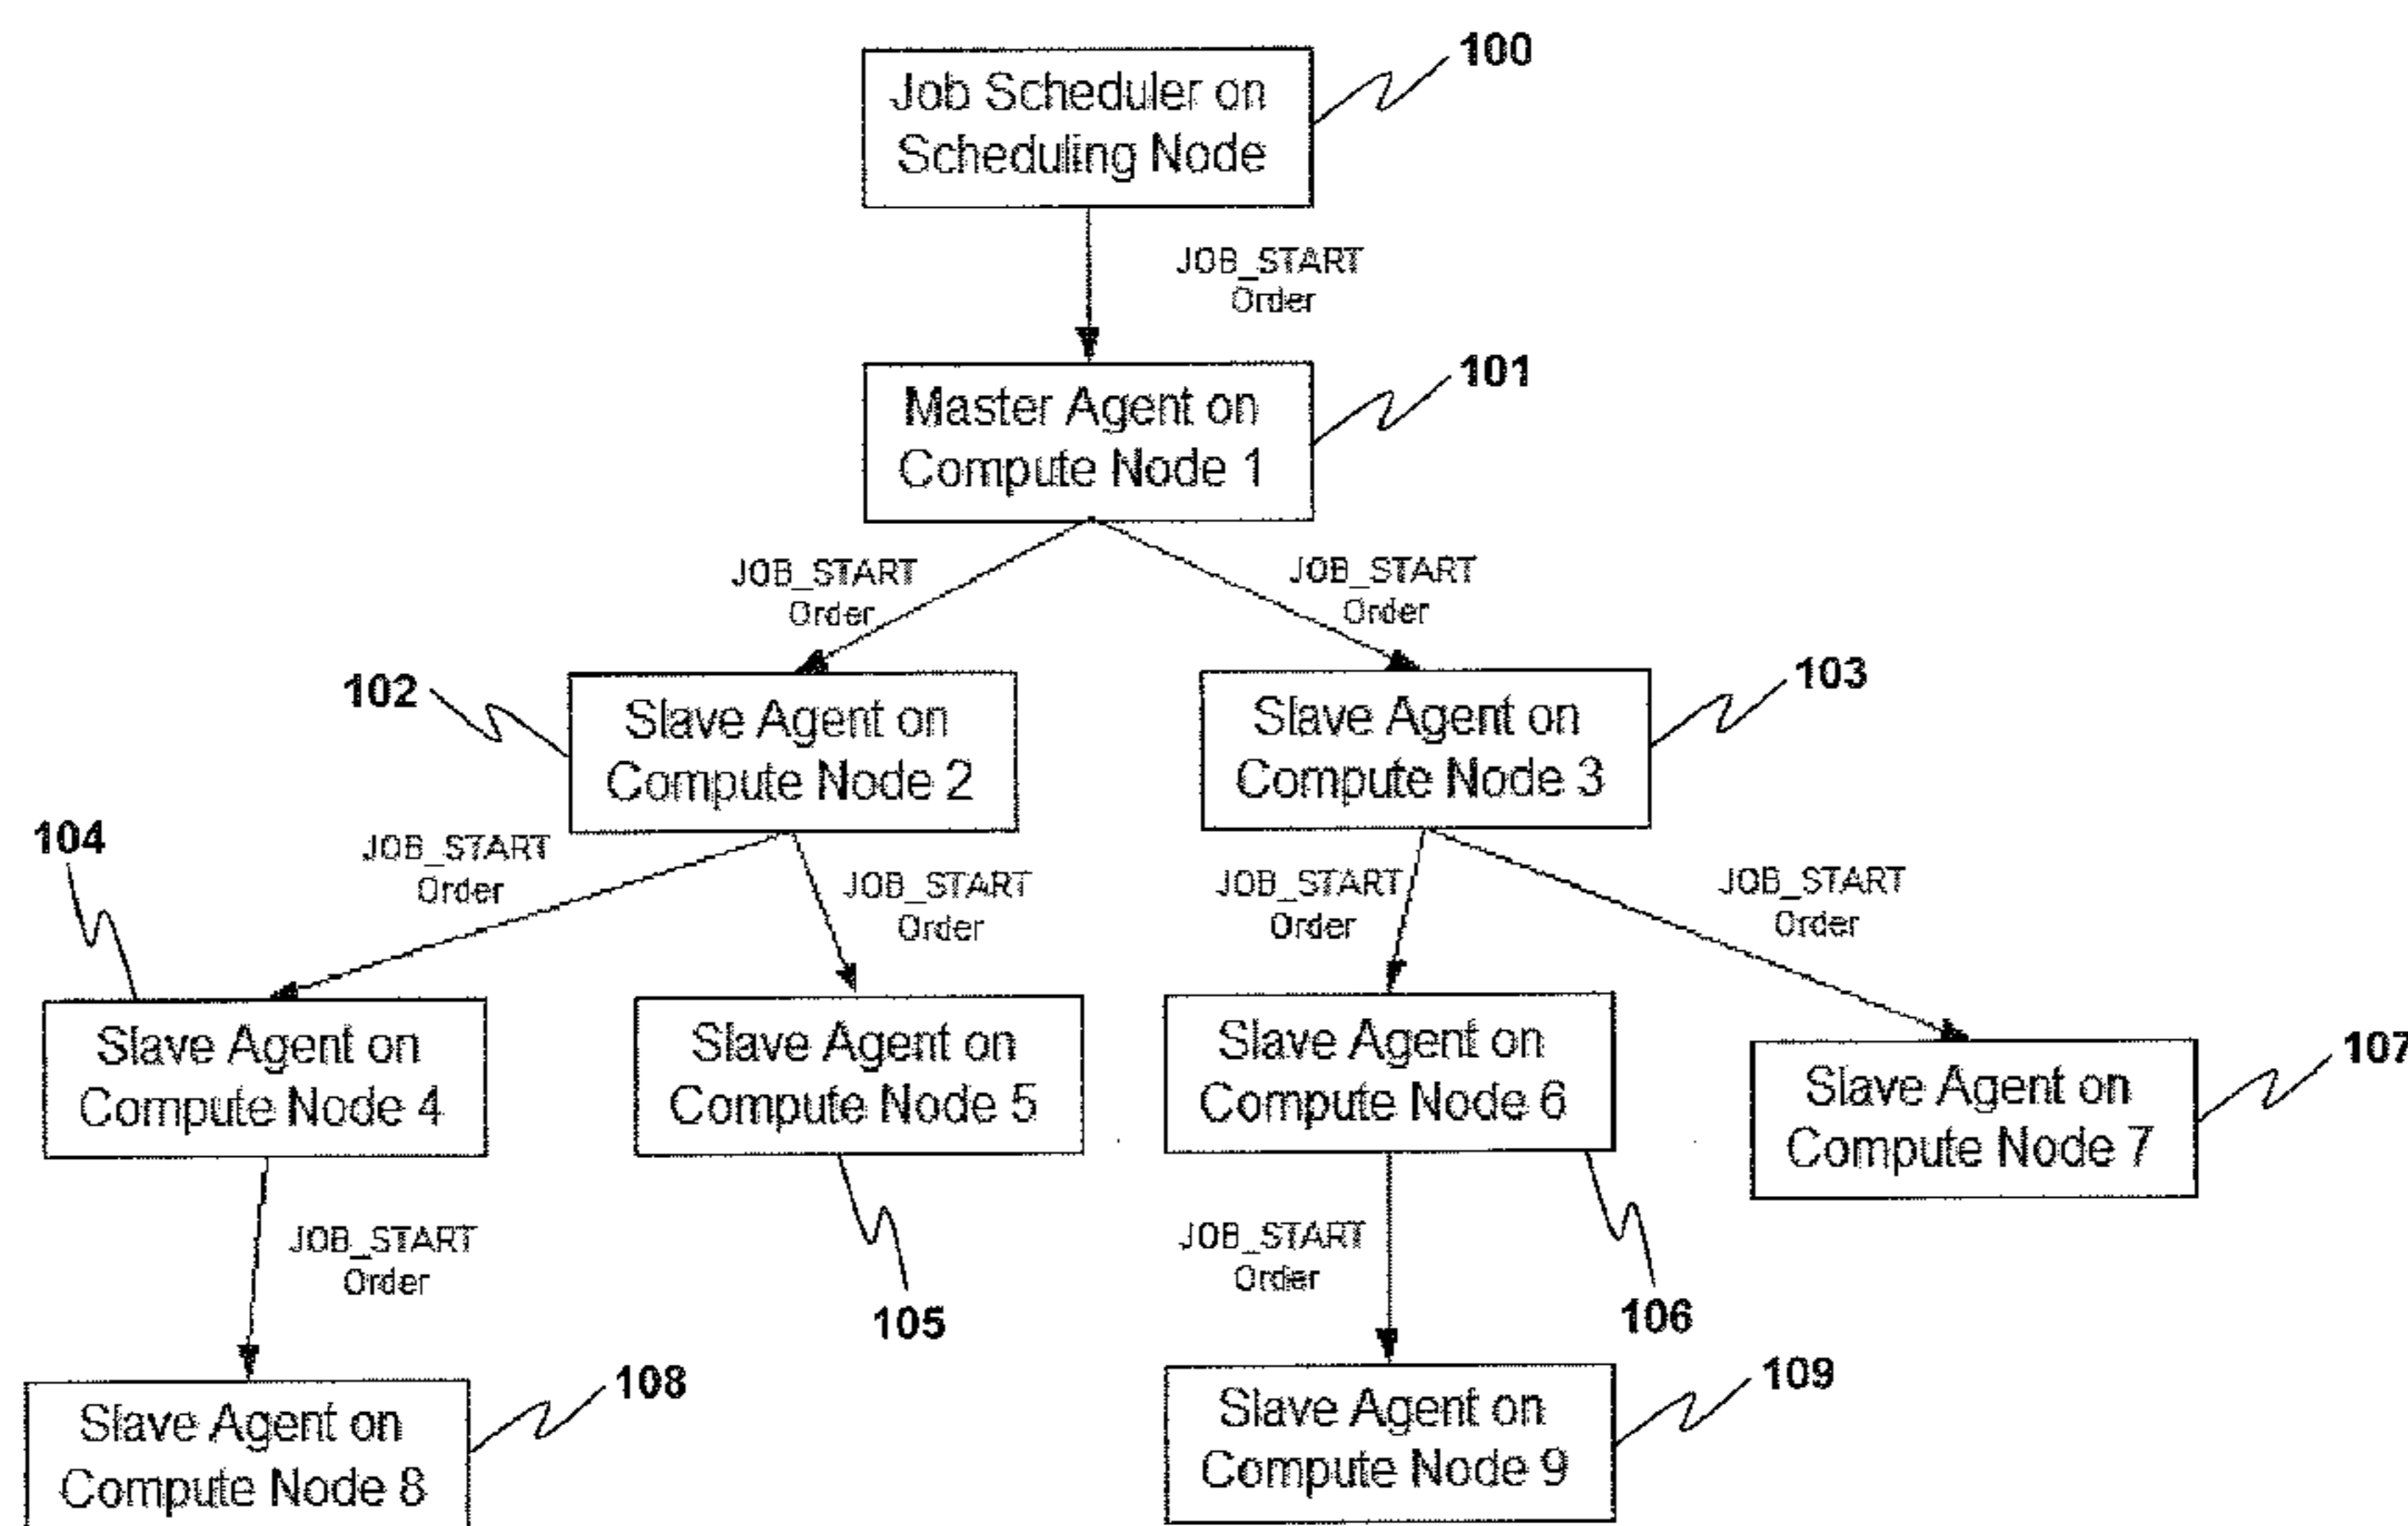 100
Job Scheduler on
Scheduling Node
JOB_START
Order
101
Master Agent on
Compute Node 1
JOB_START
Order
JOB_START
Order
102
Slave Agent on
Compute Node 2
103
Slave Agent on
Compute Node 3
104
JOB_START
Order
JOB_START
Order
JOB_START
Order
JOB_START
Order
Slave Agent on
Compute Node 4
Slave Agent on
Compute Node 5
Slave Agent on
Compute Node 6
107
Slave Agent on
Compute Node 7
JOB_START
Order
105
JOB_START
Order
106
108
Slave Agent on
Compute Node 8
109
Slave Agent on
Compute Node 9